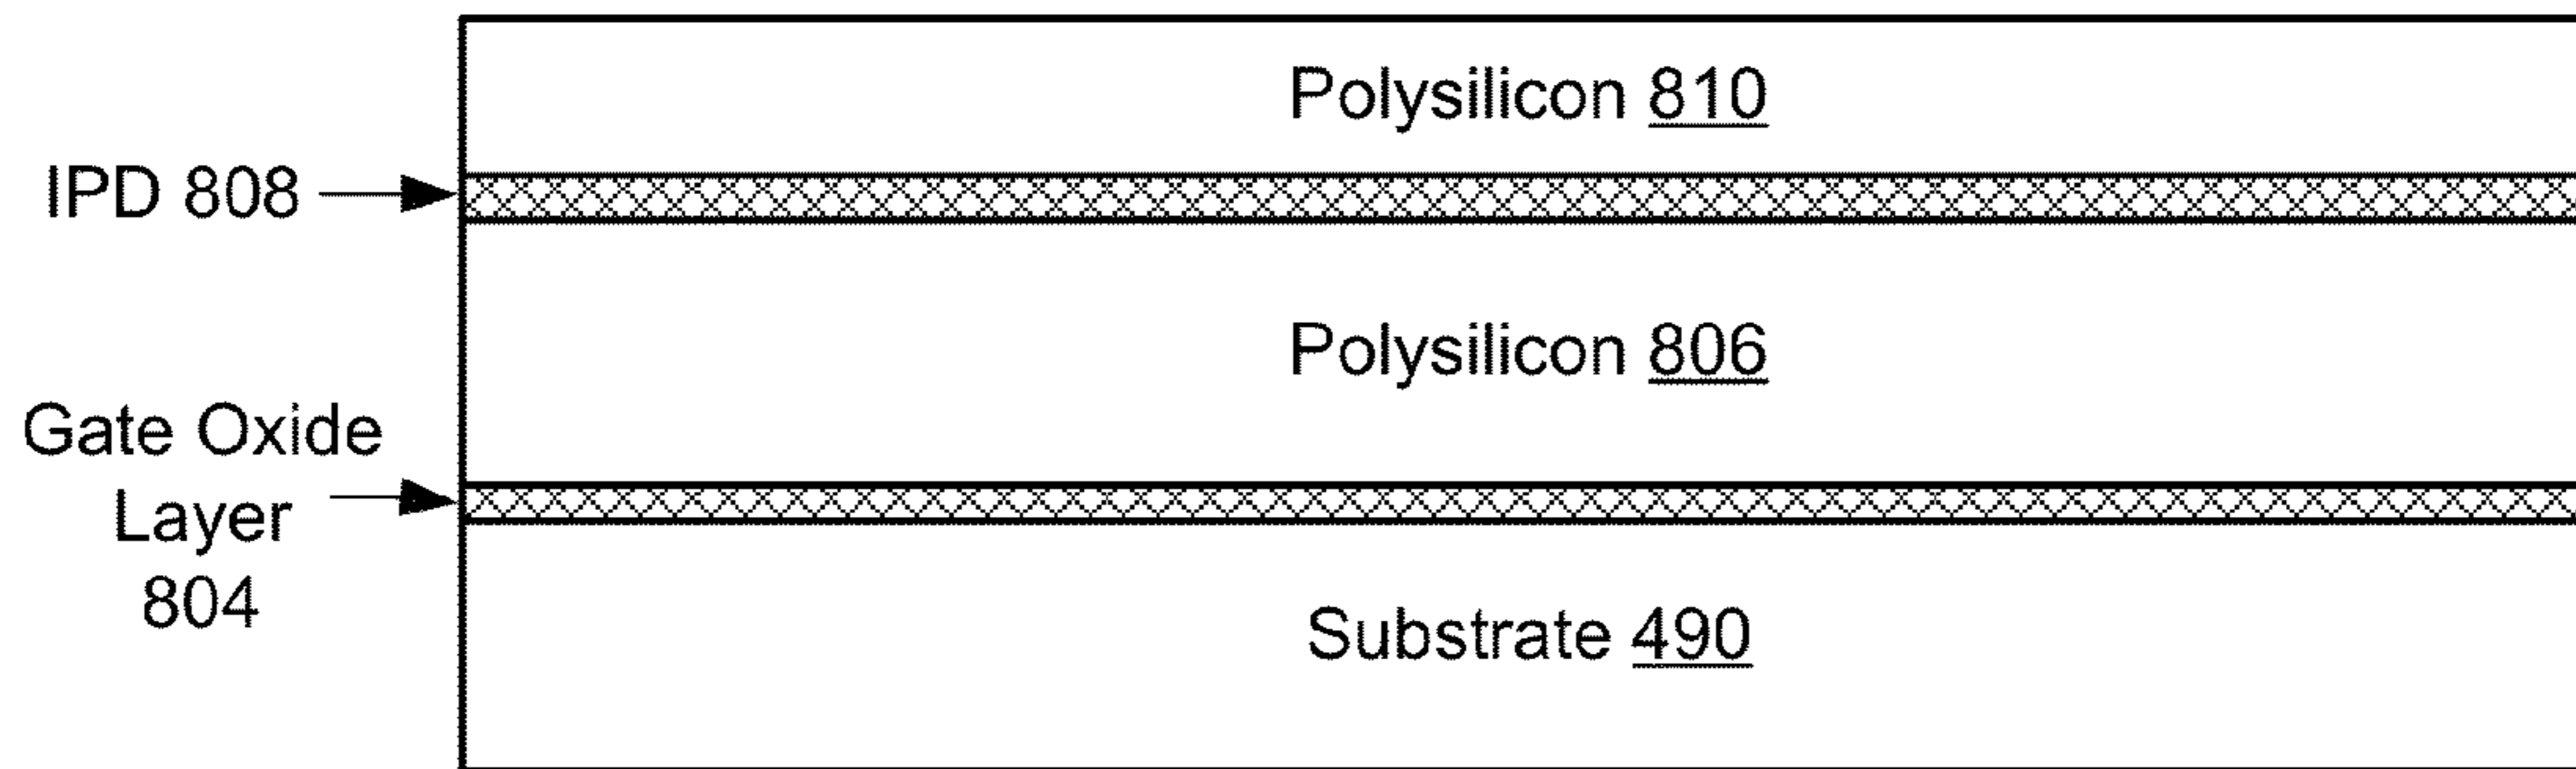 Polysilicon 810
IPD 808
Polysilicon 806
Gate Oxide
Layer
804
Substrate 490